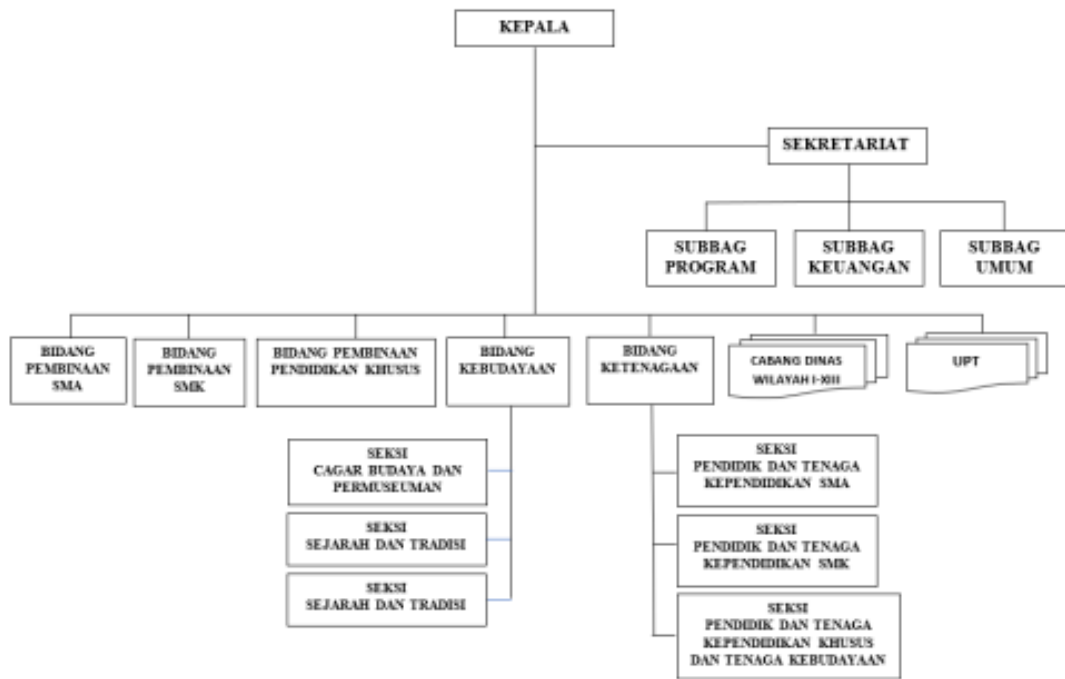 KEPALA
SEKRETARIAT
SUBBAG
PROGRAM
SUBBAG
KEUANGAN
SUBBAG
UMUM
BIDANG
PEMBINAAN
SMA
BIDANG
PEMBINAAN
SMK
BIDANG PEMBINAAN
PENDIDIKAN KHUSUS
BIDANG
KEBUDAYAAN
BIDANG
KETENAGAAN
CABANG DINAS
WILAYAH I-XIII
UPT
SEKSI
CAGAR BUDAYA DAN
PERMUSEUMAN
SEKSI
SEJARAH DAN TRADISI
SEKSI
SEJARAH DAN TRADISI
SEKSI
PENDIDIK DAN TENAGA
KEPENDIDIKAN SMA
SEKSI
PENDIDIK DAN TENAGA
KEPENDIDIKAN SMK
SEKSI
PENDIDIK DAN TENAGA
KEPENDIDIKAN KHUSUS
DAN TENAGA KEBUDAYAAN